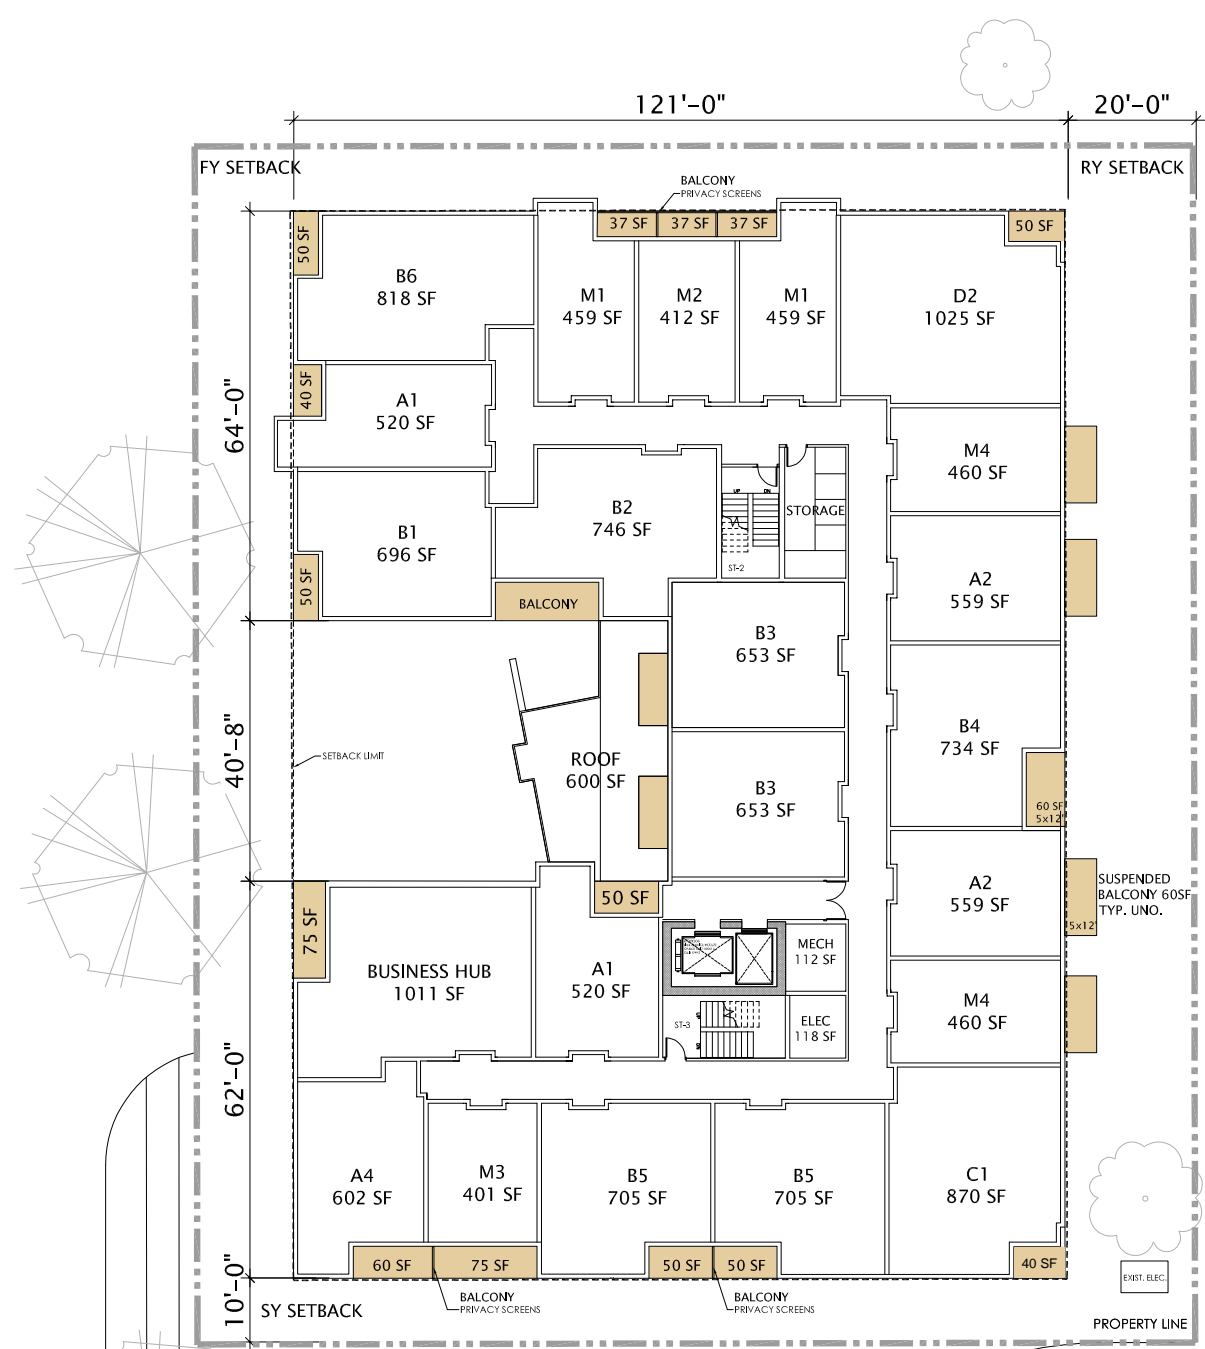 121'-0"
20'-0"
FY SETBACK
RY SETBACK
BALCONY
PRIVACY SCREENS
50 SF
37 SF
37 SF
37 SF
50 SF
B6
818 SF
M1
459 SF
M2
412 SF
M1
459 SF
D2
1025 SF
64'-0"
40 SF
A1
520 SF
M4
460 SF
B1
696 SF
50 SF
B2
746 SF
UP
DN
ST-2
STORAGE
A2
559 SF
BALCONY
B3
653 SF
40'-8"
SETBACK LIMIT
ROOF
600 SF
B3
653 SF
B4
734 SF
60 SF
5x12'
75 SF
50 SF
A2
559 SF
SUSPENDED
BALCONY 60SF
TYP. UNO.
5x12'
BUSINESS HUB
1011 SF
A1
520 SF
MECH
112 SF
ST-3
ELEC
118 SF
M4
460 SF
62'-0"
A4
602 SF
M3
401 SF
B5
705 SF
B5
705 SF
C1
870 SF
60 SF
75 SF
50 SF
50 SF
40 SF
EXIST. ELEC.
10'-0"
SY SETBACK
BALCONY
PRIVACY SCREENS
BALCONY
PRIVACY SCREENS
PROPERTY LINE